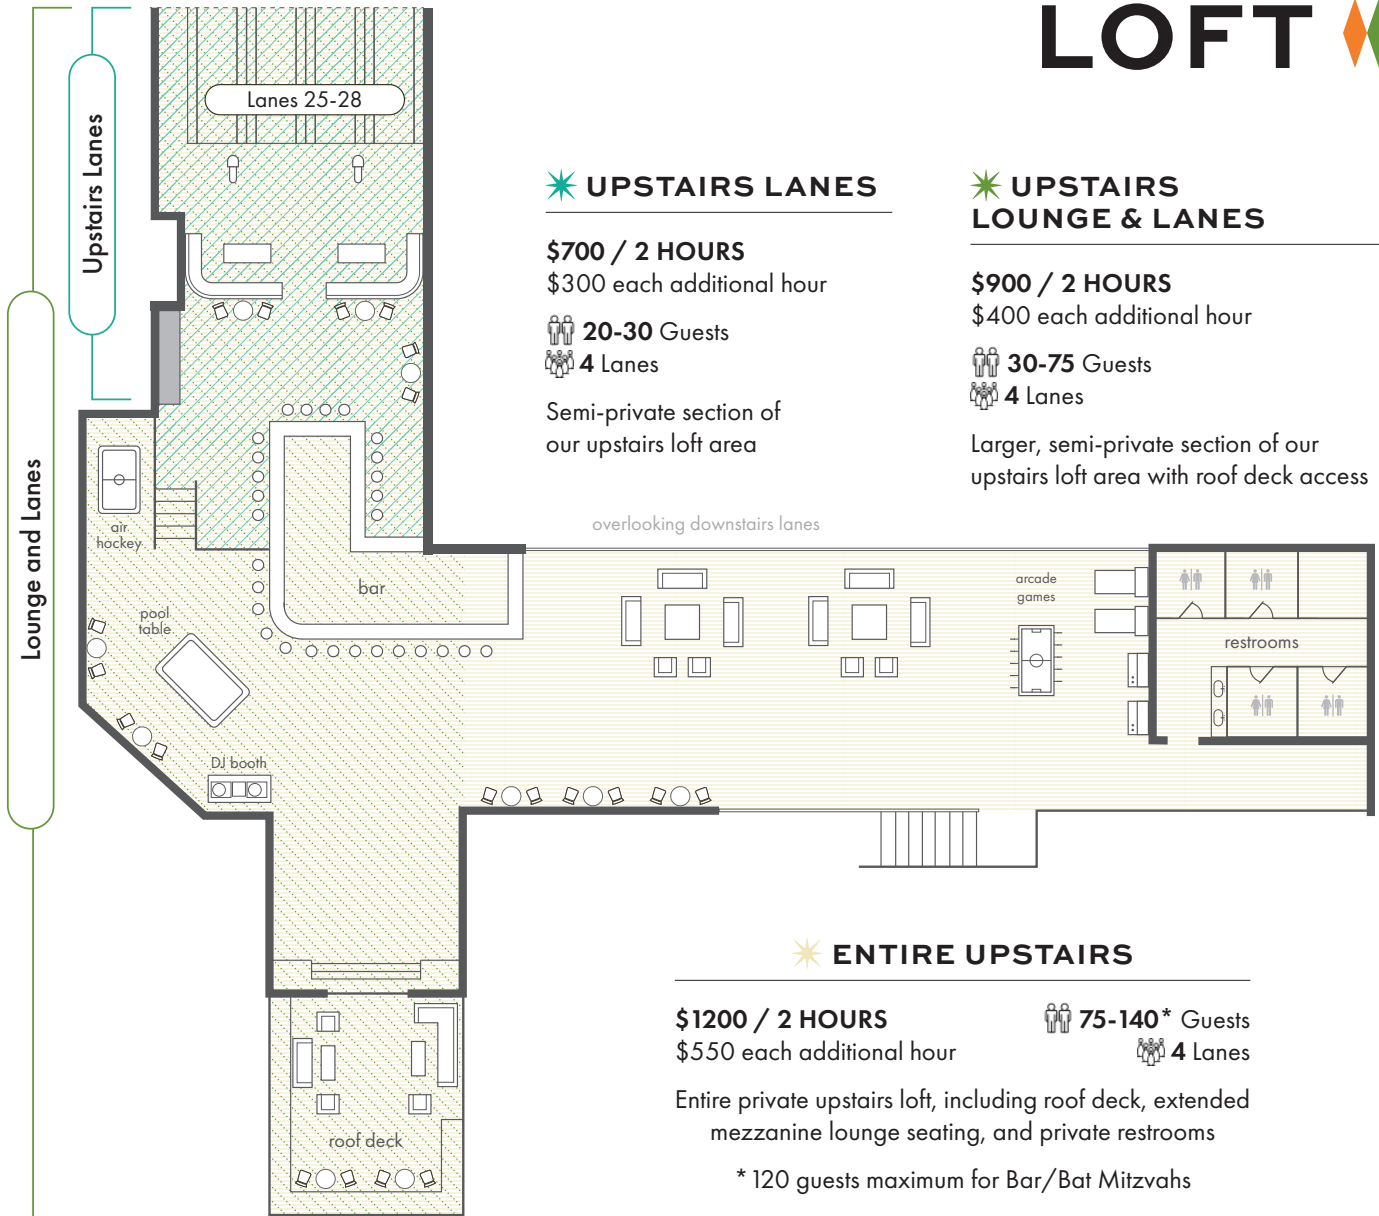 LOFT
Upstairs Lanes
Lounge and Lanes
Lanes 25-28
UPSTAIRS LANES
$700 / 2 HOURS
$300 each additional hour
20-30 Guests
4 Lanes
Semi-private section of
our upstairs loft area
UPSTAIRS
LOUNGE & LANES
$900 / 2 HOURS
$400 each additional hour
30-75 Guests
4 Lanes
Larger, semi-private section of our
upstairs loft area with roof deck access
overlooking downstairs lanes
air
hockey
bar
pool
table
DJ booth
arcade
games
restrooms
roof deck
ENTIRE UPSTAIRS
$1200 / 2 HOURS
$550 each additional hour
75-140* Guests
4 Lanes
Entire private upstairs loft, including roof deck, extended
mezzanine lounge seating, and private restrooms
* 120 guests maximum for Bar/Bat Mitzvahs